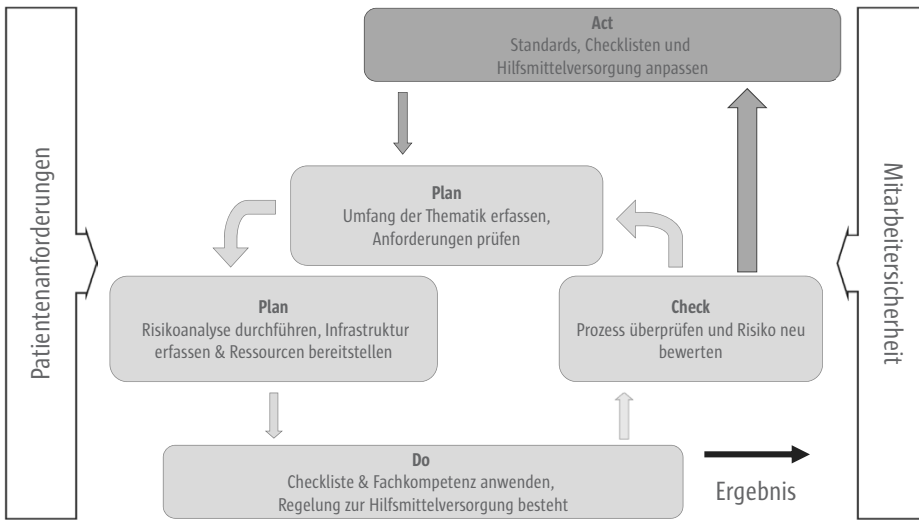 Act
Standards, Checklisten und
Hilfsmittelversorgung anpassen
Patientenanforderungen
Plan
Umfang der Thematik erfassen,
Anforderungen prüfen
Mitarbeitersicherheit
Plan
Risikoanalyse durchführen, Infrastruktur
erfassen & Ressourcen bereitstellen
Check
Prozess überprüfen und Risiko neu
bewerten
Do
Checkliste & Fachkompetenz anwenden,
Regelung zur Hilfsmittelversorgung besteht
Ergebnis